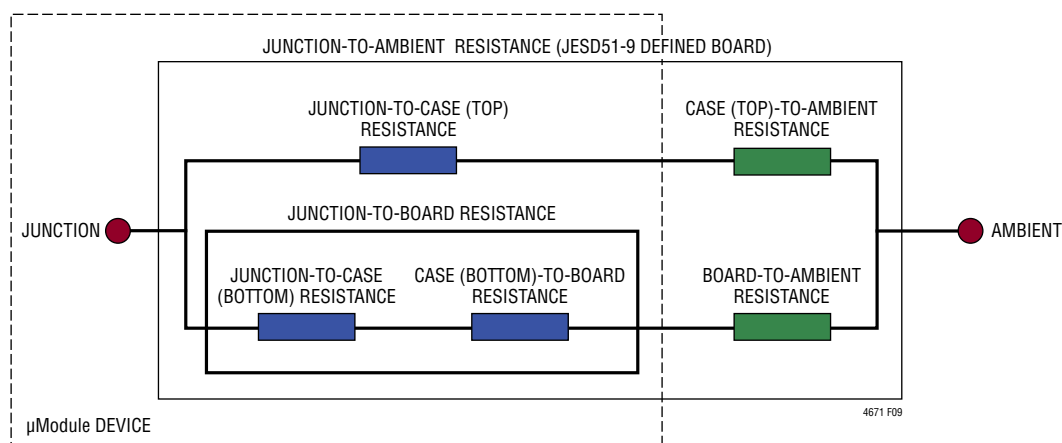 JUNCTION-TO-AMBIENT RESISTANCE (JESD51-9 DEFINED BOARD)
JUNCTION-TO-CASE (TOP)
RESISTANCE
CASE (TOP)-TO-AMBIENT
RESISTANCE
JUNCTION-TO-BOARD RESISTANCE
JUNCTION
AMBIENT
JUNCTION-TO-CASE
(BOTTOM) RESISTANCE
CASE (BOTTOM)-TO-BOARD
RESISTANCE
BOARD-TO-AMBIENT
RESISTANCE
4671 F09
µModule DEVICE